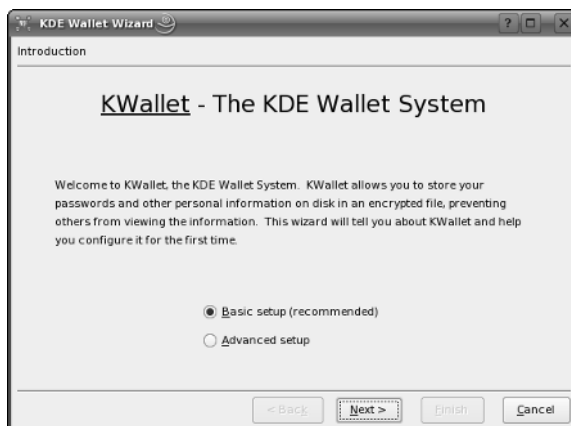 KDE Wallet Wizard
Introduction
KWallet - The KDE Wallet System
Welcome to KWallet, the KDE Wallet System. KWallet allows you to store your
passwords and other personal information on disk in an encrypted file, preventing
others from viewing the information. This wizard will tell you about KWallet and help
you configure it for the first time.
Basic setup (recommended)
Advanced setup
< Back Next > Finish Cancel